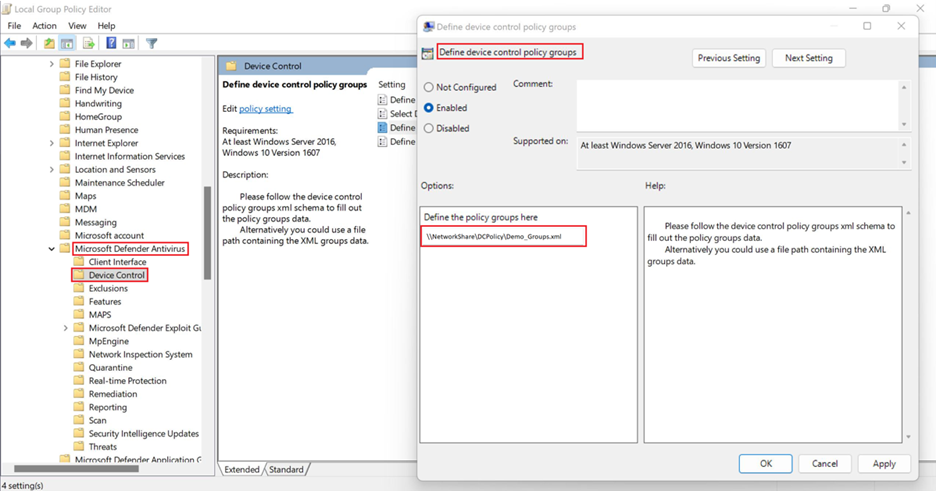 Local Group Policy Editor
File Action View Help
File Explorer
File History
Find My Device
Handwriting
HomeGroup
Human Presence
Internet Explorer
Internet Information Services
Location and Sensors
Maintenance Scheduler
Maps
MDM
Messaging
Microsoft account
Microsoft Defender Antivirus
Client Interface
Device Control
Exclusions
Features
MAPS
Microsoft Defender Exploit Gu
MpEngine
Network Inspection System
Quarantine
Real-time Protection
Remediation
Reporting
Scan
Security Intelligence Updates
Threats
Microsoft Defender Application G
4 setting(s)
Device Control
Define device control policy groups
Edit policy setting
Requirements:
At least Windows Server 2016,
Windows 10 Version 1607
Description:
Please follow the device control
policy groups xml schema to fill out
the policy groups data.
Alternatively you could use a file
path containing the XML groups data.
Setting
Define
Select D
Define
Define
Extended Standard
Define device control policy groups
Define device control policy groups
Previous Setting Next Setting
Not Configured
Enabled
Disabled
Comment:
Supported on:
At least Windows Server 2016, Windows 10 Version 1607
Options:
Help:
Define the policy groups here
\\NetworkShare\DCPolicy\Demo_Groups.xml
Please follow the device control policy groups xml schema to
fill out the policy groups data.
Alternatively you could use a file path containing the XML
groups data.
OK Cancel Apply